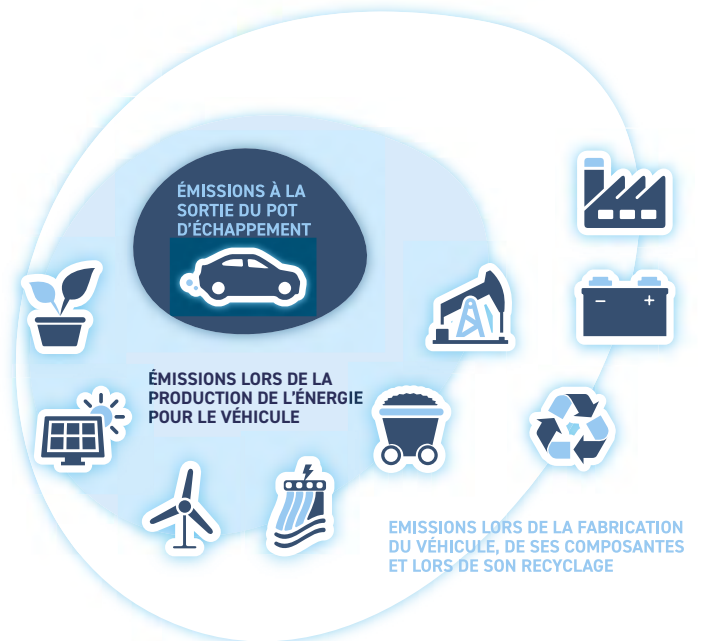 ÉMISSIONS À LA
SORTIE DU POT
D'ÉCHAPPEMENT
ÉMISSIONS LORS DE LA
PRODUCTION DE L'ÉNERGIE
POUR LE VÉHICULE
EMISSIONS LORS DE LA FABRICATION
DU VÉHICULE, DE SES COMPOSANTES
ET LORS DE SON RECYCLAGE